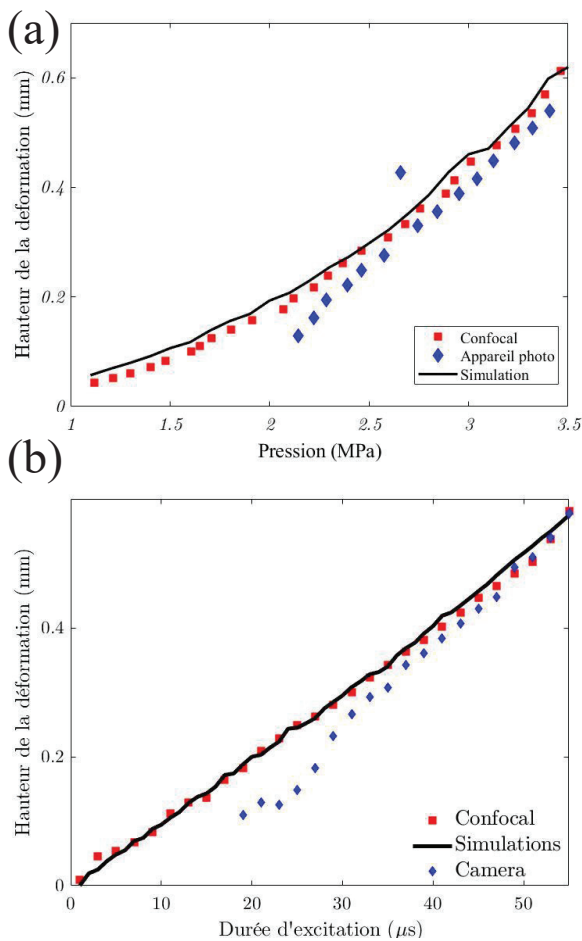 (a)
Hauteur de la déformation (mm)
0.6
0.4
0.2
0
Confocal
Appareil photo
Simulation
1
1.5
2
2.5
3
3.5
Pression (MPa)
(b)
Hauteur de la déformation (mm)
0.4
0.2
0
Confocal
Simulations
Camera
0
10
20
30
40
50
Durée d'excitation (μs)